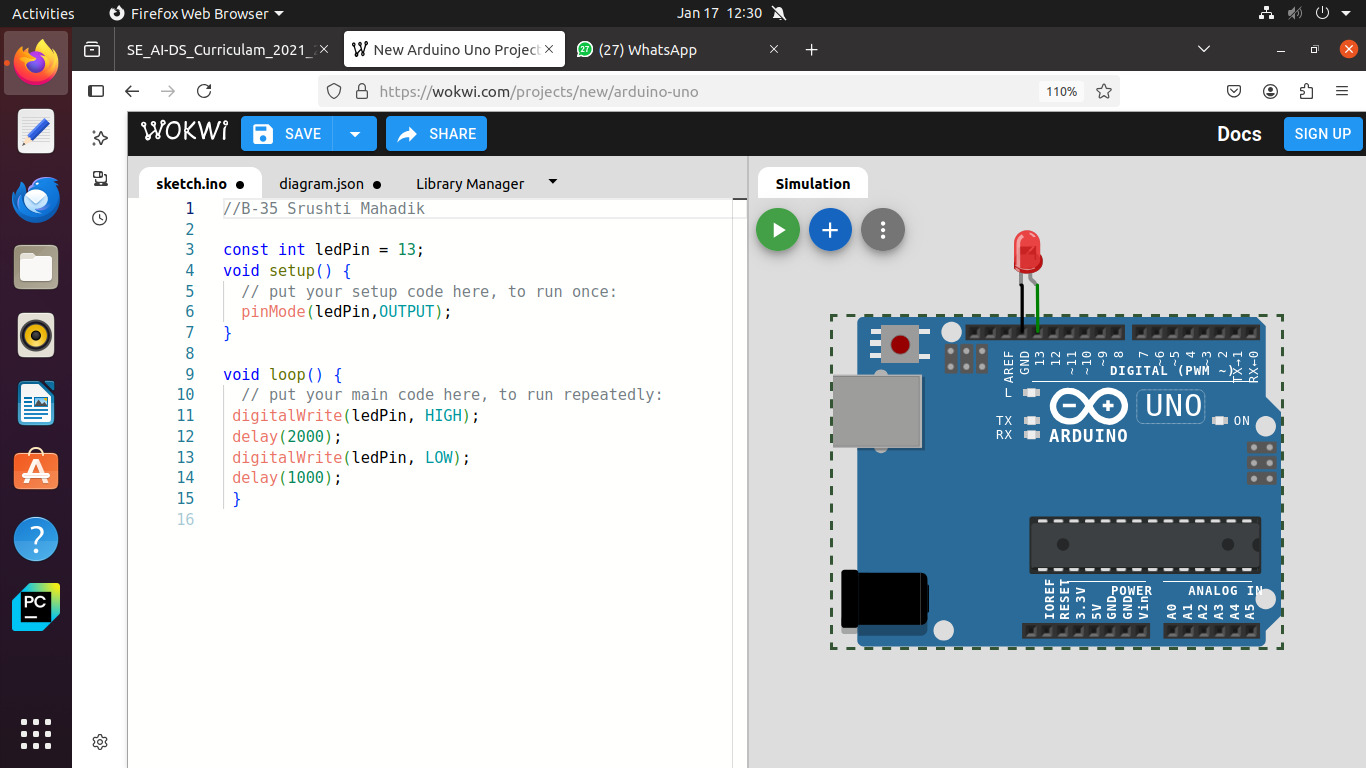 Activities
Firefox Web Browser
Jan 17 12:30
SE_AI-DS_Curriculam_2021_
New Arduino Uno Project
27
(27) WhatsApp
https://wokwi.com/projects/new/arduino-uno
110%
WOKWI
SAVE
SHARE
Docs
SIGN UP
sketch.ino
diagram.json
Library Manager
Simulation
1 //B-35 Srushti Mahadik
2
3 const int ledPin = 13;
4 void setup() {
5 // put your setup code here, to run once:
6 pinMode(ledPin,OUTPUT);
7 }
8
9 void loop() {
10 // put your main code here, to run repeatedly:
11 digitalWrite(ledPin, HIGH);
12 delay(2000);
13 digitalWrite(ledPin, LOW);
14 delay(1000);
15 }
16
AREF
GND
13
12
~11
~10
~9
8
7
~6
~5
4
~3
2
TX→1
RX←0
DIGITAL (PWM ~)
L
TX
RX
UNO
ARDUINO
ON
IOREF
RESET
3.3V
5V
GND
GND
Vin
POWER
ANALOG IN
A0
A1
A2
A3
A4
A5
PC
?